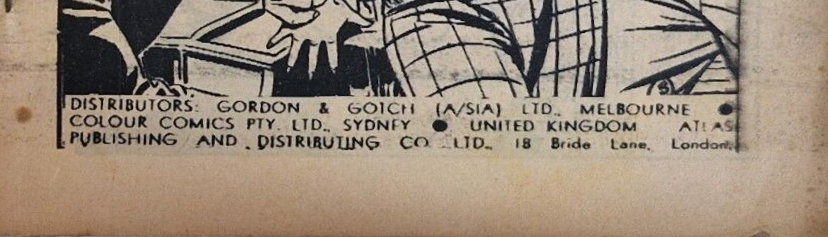 DISTRIBUTORS: GORDON & GOTCH (A/SIA) LTD., MELBOURNE ●
COLOUR COMICS PTY. LTD., SYDNEY ● UNITED KINGDOM ATLAS
PUBLISHING AND DISTRIBUTING CO. LTD., 18 Bride Lane, London.